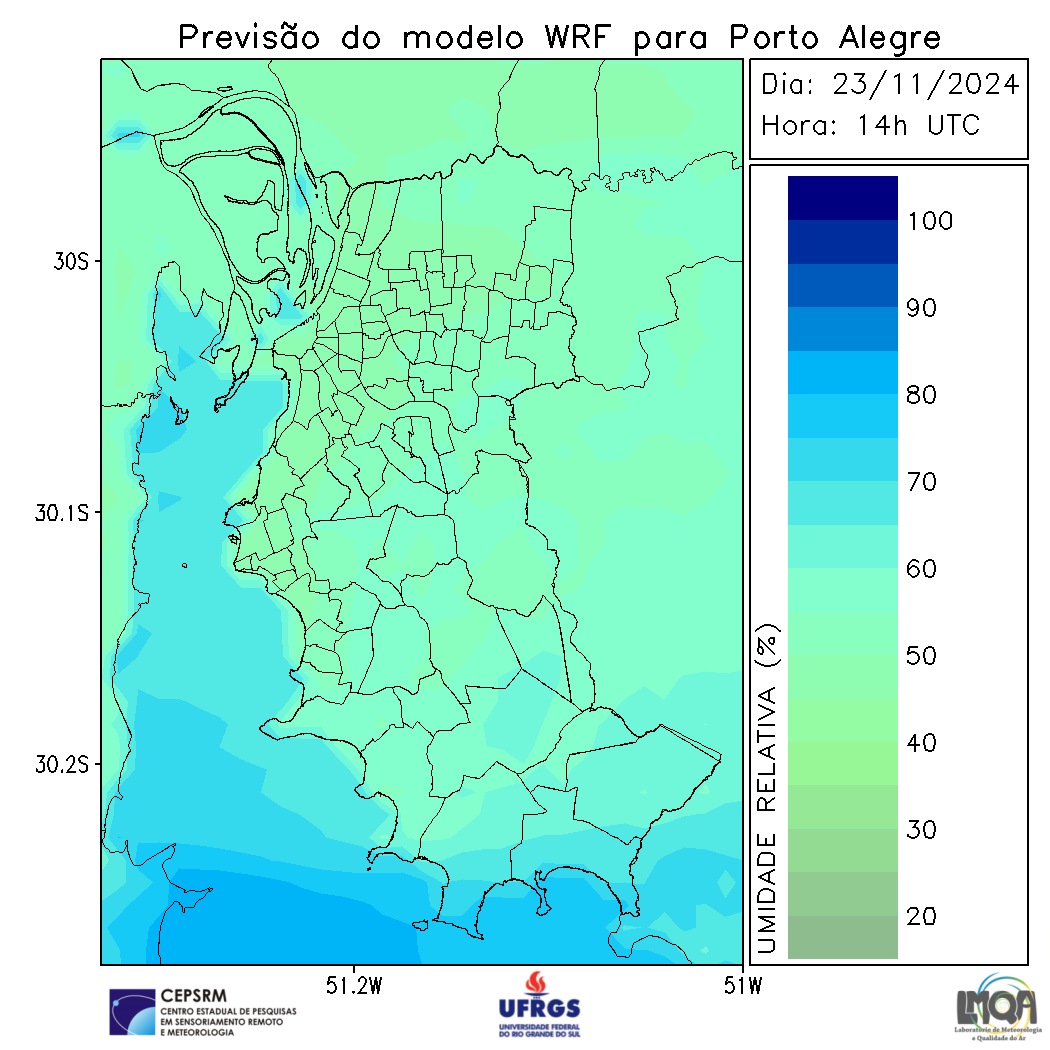 Previsão do modelo WRF para Porto Alegre
Dia: 23/11/2024
Hora: 14h UTC
30S
30.1S
30.2S
51.2W
51W
100
90
80
70
60
50
40
30
20
UMIDADE RELATIVA (%)
CEPSRM
CENTRO ESTADUAL DE PESQUISAS
EM SENSORIAMENTO REMOTO
E METEOROLOGIA
UFRGS
UNIVERSIDADE FEDERAL
DO RIO GRANDE DO SUL
LMQA
Laboratório de Meteorologia
e Qualidade do Ar